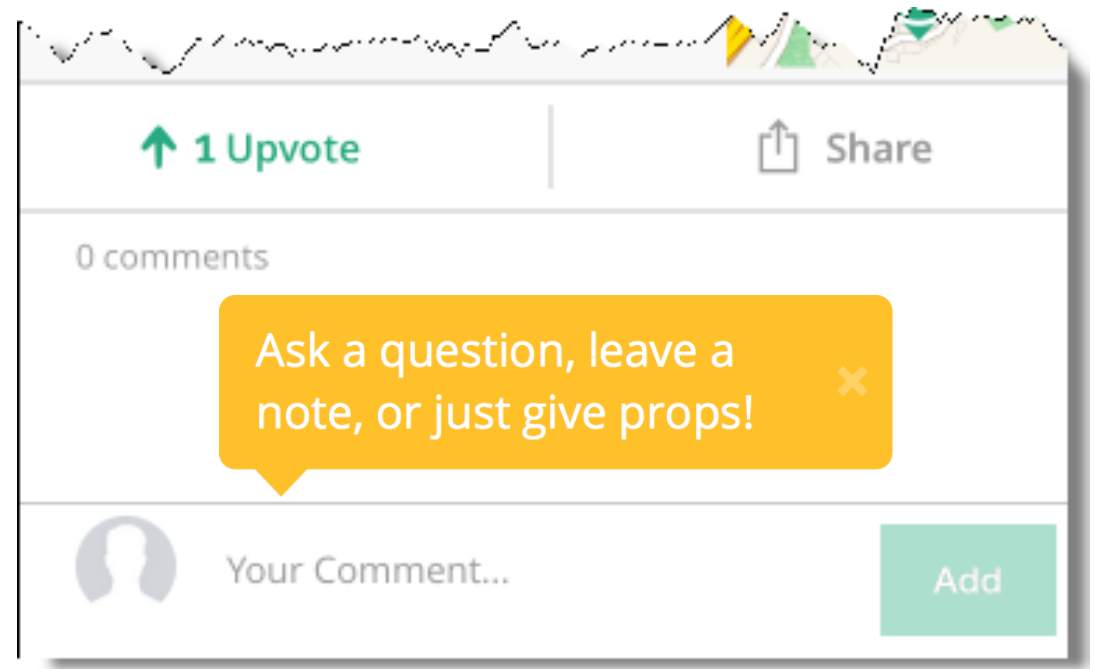 1 Upvote
Share
0 comments
Ask a question, leave a
note, or just give props!
Your Comment...
Add